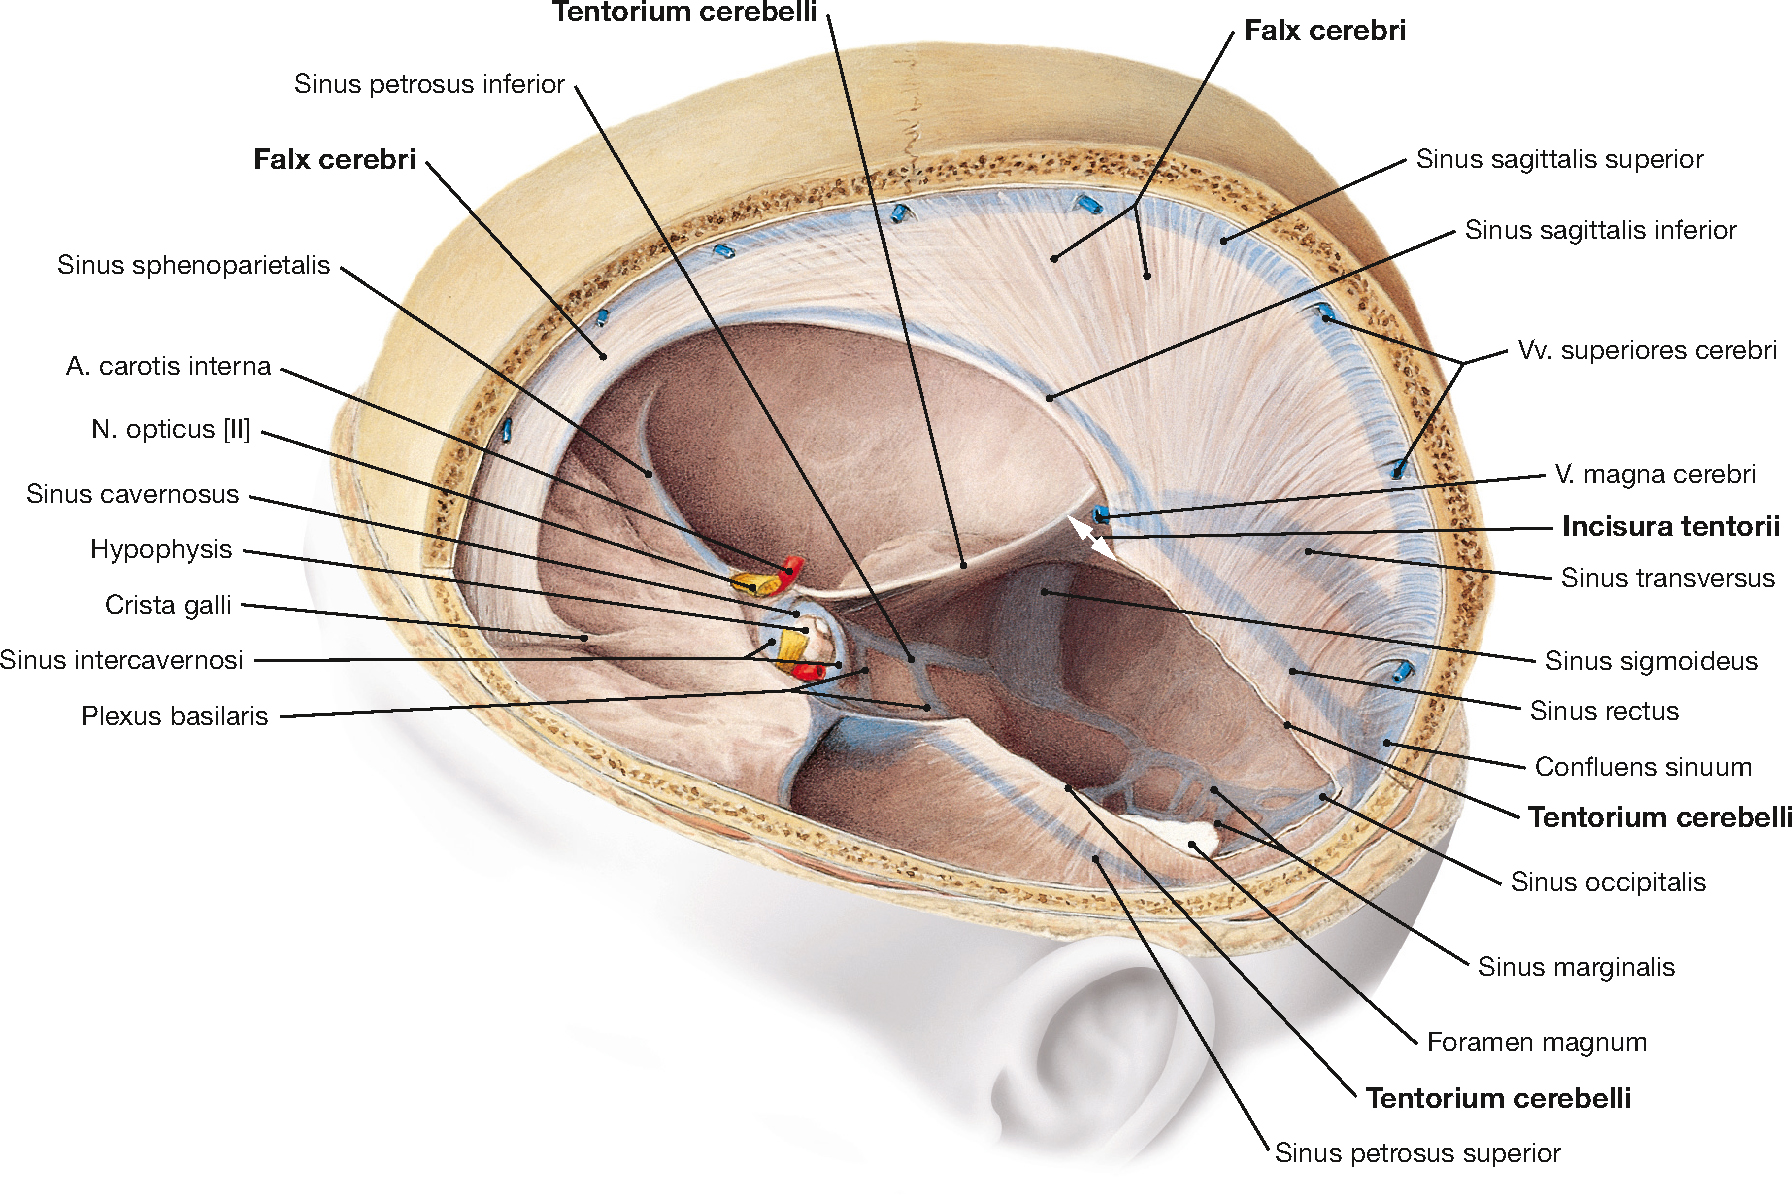 Tentorium cerebelli
Falx cerebri
Sinus petrosus inferior
Falx cerebri
Sinus sagittalis superior
Sinus sagittalis inferior
Sinus sphenoparietalis
Vv. superiores cerebri
A. carotis interna
N. opticus [II]
V. magna cerebri
Sinus cavernosus
Incisura tentorii
Hypophysis
Sinus transversus
Crista galli
Sinus intercavernosi
Sinus sigmoideus
Plexus basilaris
Sinus rectus
Confluens sinuum
Tentorium cerebelli
Sinus occipitalis
Sinus marginalis
Foramen magnum
Tentorium cerebelli
Sinus petrosus superior